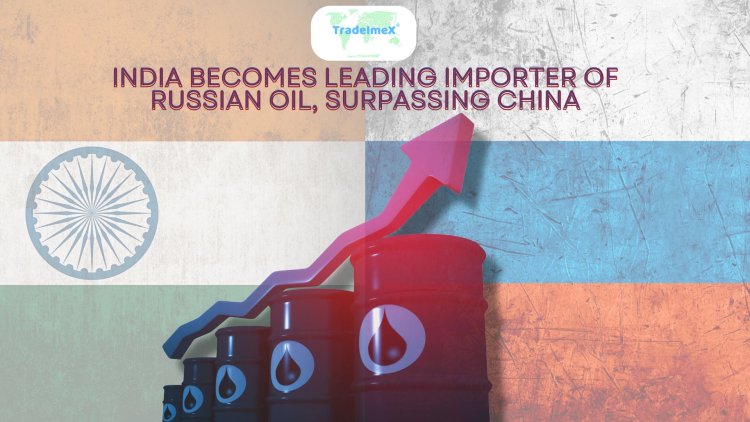 TradeImeX®
INDIA BECOMES LEADING IMPORTER OF
RUSSIAN OIL, SURPASSING CHINA